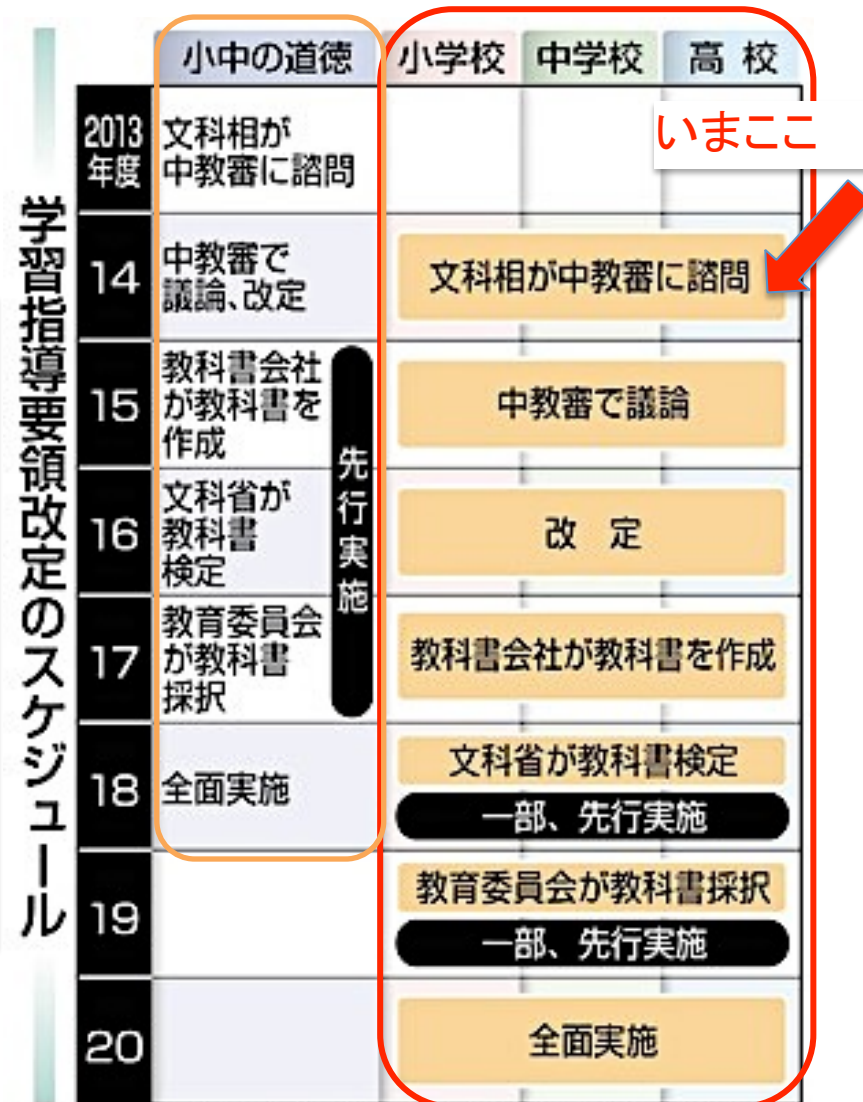 学習指導要領改定のスケジュール
小中の道徳
小学校
中学校
高校
いまここ
2013
年度
文科相が
中教審に諮問
14
中教審で
議論、改定
文科相が中教審に諮問
15
教科書会社
が教科書を
作成
先行実施
中教審で議論
16
文科省が
教科書
検定
改定
17
教育委員会
が教科書
採択
教科書会社が教科書を作成
18
全面実施
文科省が教科書検定
一部、先行実施
19
教育委員会が教科書採択
一部、先行実施
20
全面実施